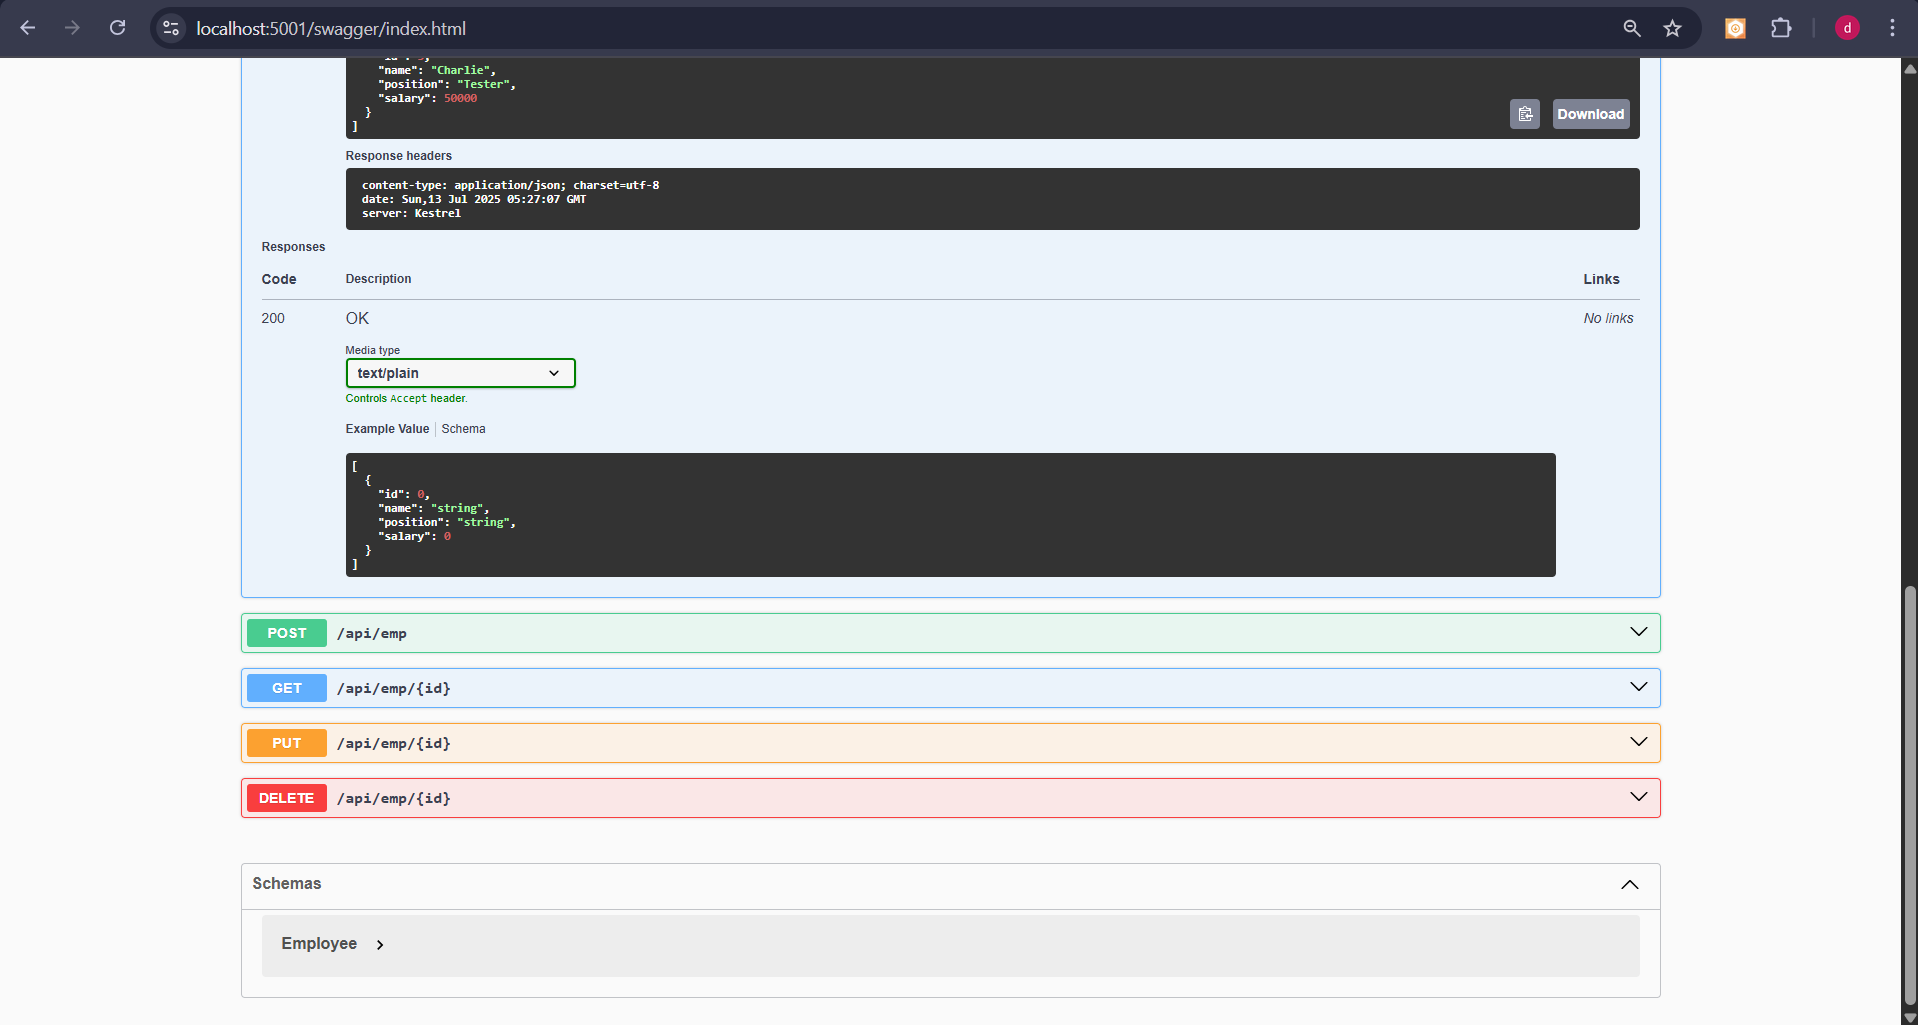 localhost:5001/swagger/index.html
d
"name": "Charlie",
"position": "Tester",
"salary": 50000
}
]
Download
Response headers
content-type: application/json; charset=utf-8
date: Sun,13 Jul 2025 05:27:07 GMT
server: Kestrel
Responses
Code Description Links
200 OK No links
Media type
text/plain
Controls Accept header.
Example Value Schema
[
{
"id": 0,
"name": "string",
"position": "string",
"salary": 0
}
]
POST /api/emp
GET /api/emp/{id}
PUT /api/emp/{id}
DELETE /api/emp/{id}
Schemas
Employee